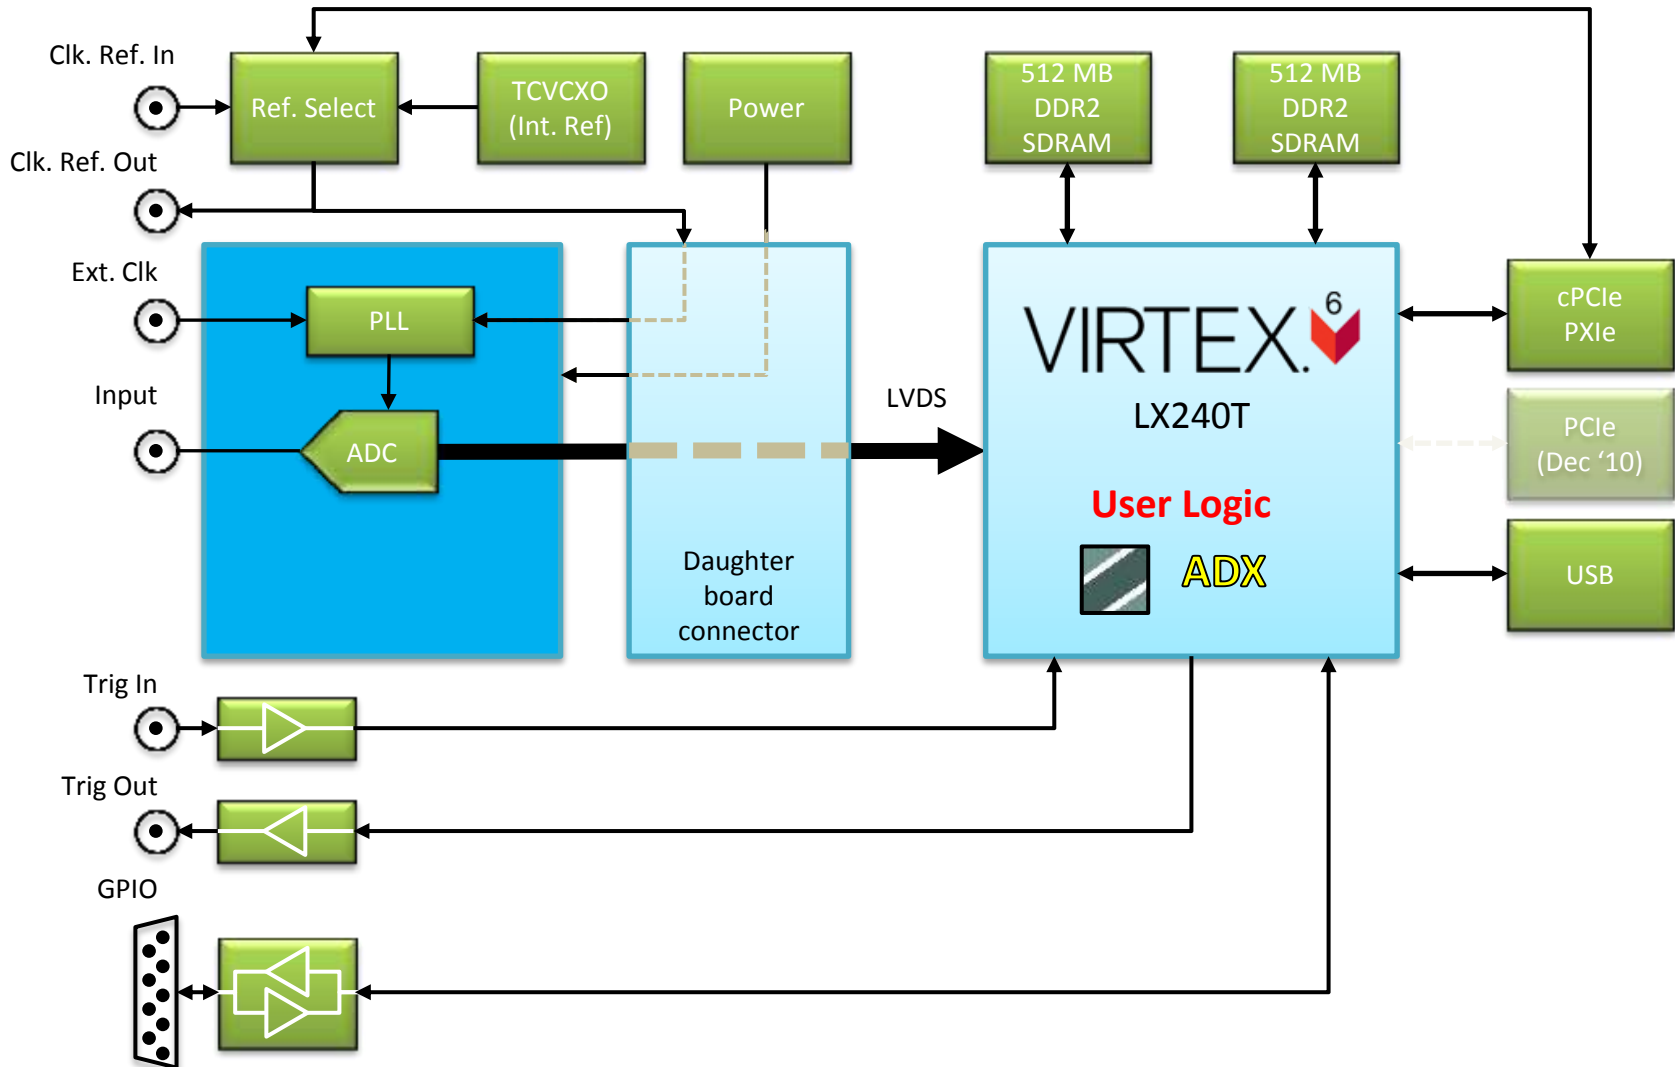 Clk. Ref. In
Ref. Select
TCVCXO
(Int. Ref)
Power
512 MB
DDR2
SDRAM
512 MB
DDR2
SDRAM
Clk. Ref. Out
Ext. Clk
PLL
Input
ADC
LVDS
Daughter
board
connector
VIRTEX. 6
LX240T
User Logic
ADX
cPCIe
PXIe
PCIe
(Dec ‘10)
USB
Trig In
Trig Out
GPIO